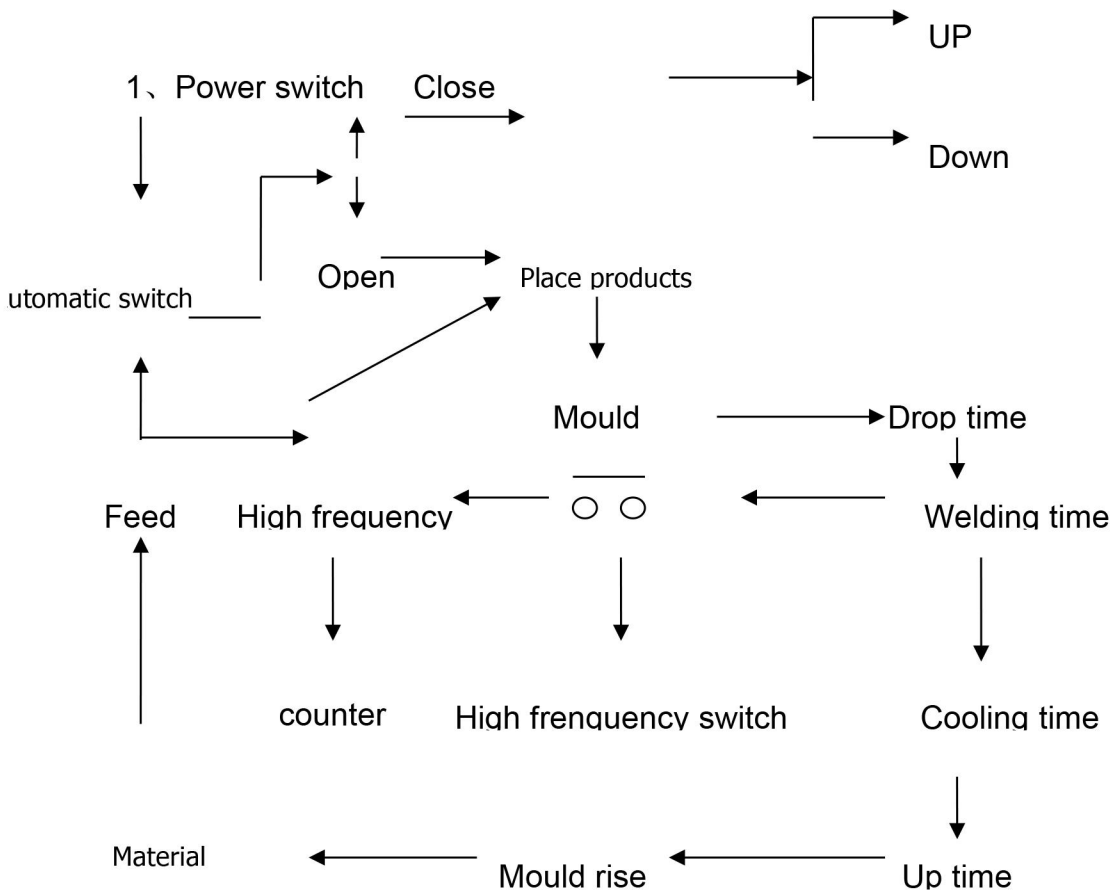 UP
1、Power switch
Close
Down
Open
Place products
utomatic switch
Mould
Drop time
Feed
High frequency
Welding time
counter
High frenquency switch
Cooling time
Material
Mould rise
Up time